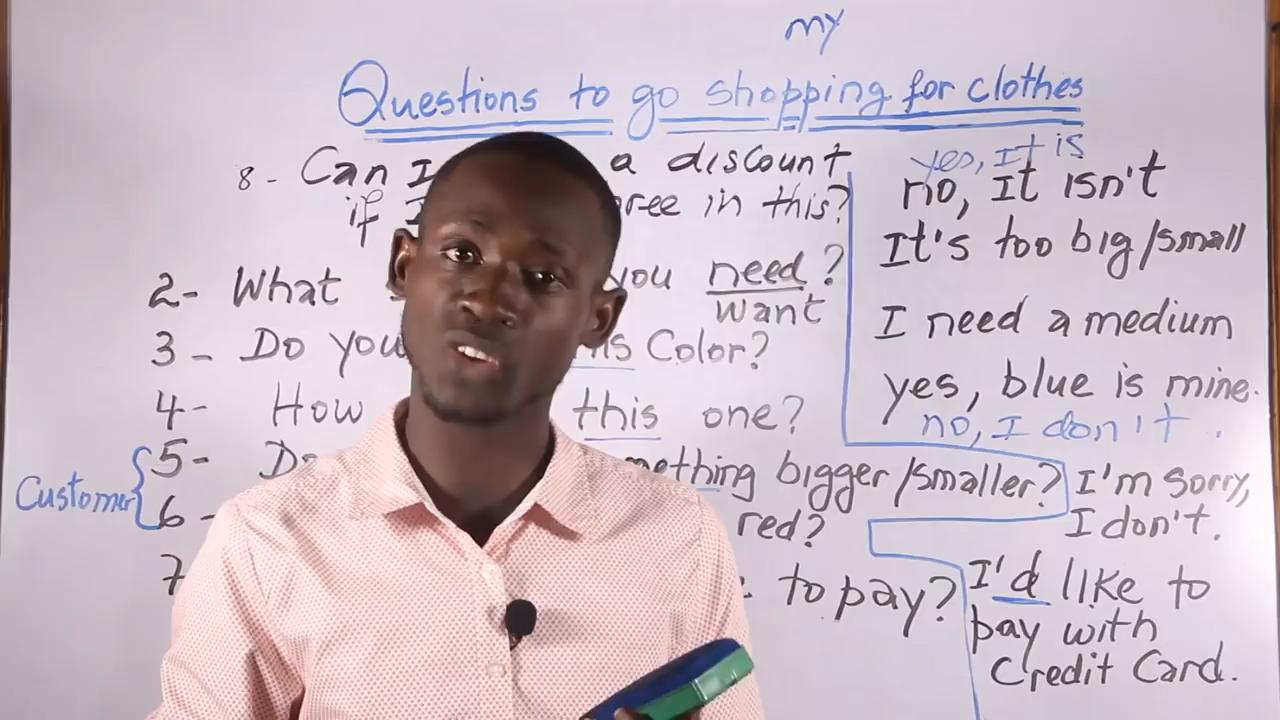 my
Questions to go shopping for clothes
8- Can I a discount
if I in this?
2- What you need?
want
3- Do you Color?
4- How this one?
5- bigger/smaller?
6- red?
7 to pay?
Customer
yes, It is
no, It isn't
It's too big/small
I need a medium
yes, blue is mine.
no, I don't.
I'm sorry,
I don't.
I'd like to
pay with
Credit Card.